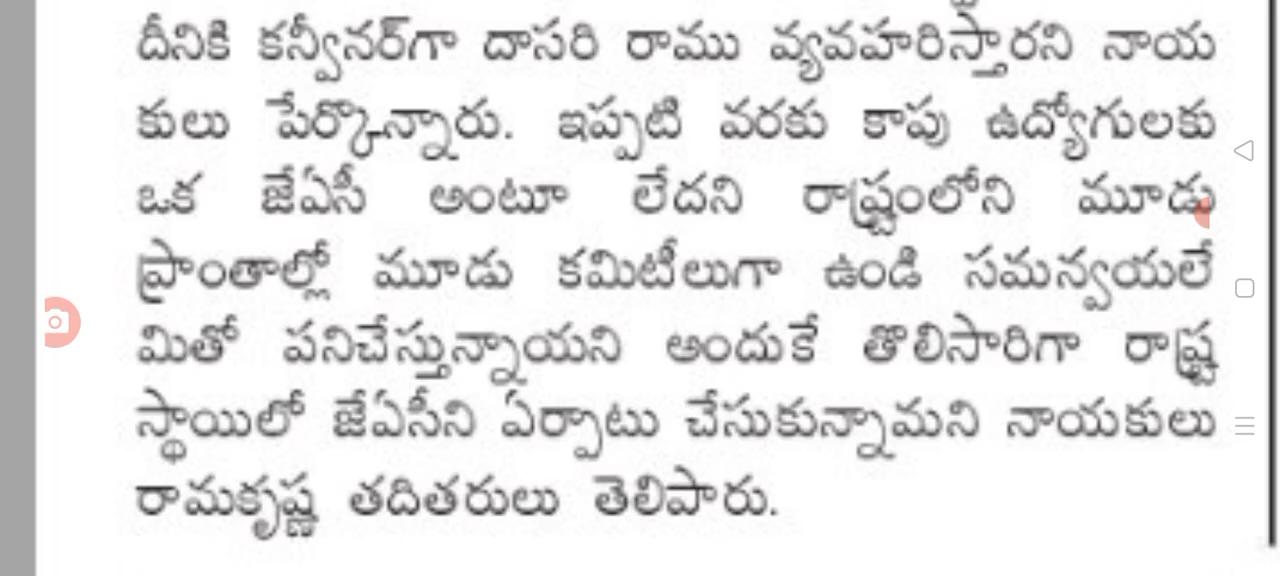 దీనికి కన్వీనర్‌గా దాసరి రాము వ్యవహరిస్తారని నాయ
కులు పేర్కొన్నారు. ఇప్పటి వరకు కాపు ఉద్యోగులకు
ఒక జేఏసీ అంటూ లేదని రాష్ట్రంలోని మూడు
ప్రాంతాల్లో మూడు కమిటీలుగా ఉండి సమన్వయలే
మితో పనిచేస్తున్నాయని అందుకే తొలిసారిగా రాష్ట్ర
స్థాయిలో జేఏసీని ఏర్పాటు చేసుకున్నామని నాయకులు
రామకృష్ణ తదితరులు తెలిపారు.